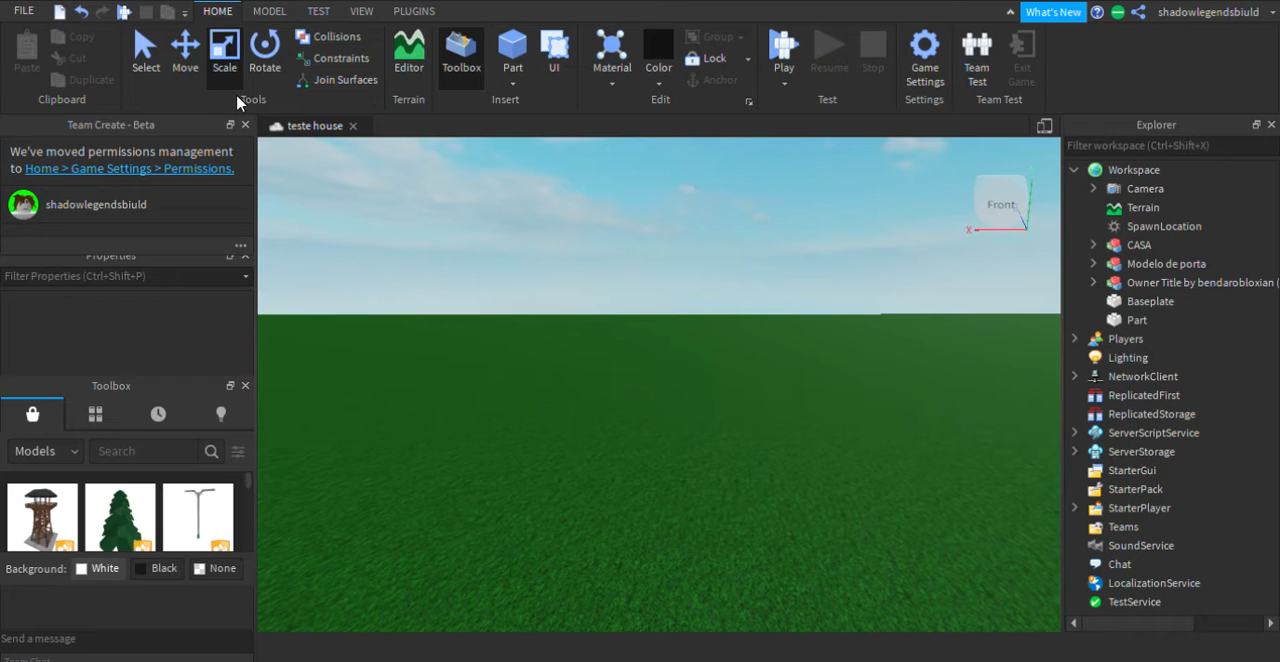 FILE HOME MODEL TEST VIEW PLUGINS What's New shadowlegendsbiuld
Paste Copy Cut Duplicate
Clipboard
Select Move Scale Rotate
Collisions
Constraints
Join Surfaces
Tools
Editor
Terrain
Toolbox Part UI
Insert
Material Color
Group
Lock
Anchor
Edit
Play Resume Stop
Test
Game Settings
Settings
Team Test
Exit Game
Team Test
Team Create - Beta
We've moved permissions management
to Home > Game Settings > Permissions.
shadowlegendsbiuld
Properties
Filter Properties (Ctrl+Shift+P)
Toolbox
Models Search
Background: White Black None
Send a message
Team Chat
teste house
Front
X
Explorer
Filter workspace (Ctrl+Shift+X)
Workspace
Camera
Terrain
SpawnLocation
CASA
Modelo de porta
Owner Title by bendarobloxian (
Baseplate
Part
Players
Lighting
NetworkClient
ReplicatedFirst
ReplicatedStorage
ServerScriptService
ServerStorage
StarterGui
StarterPack
StarterPlayer
Teams
SoundService
Chat
LocalizationService
TestService